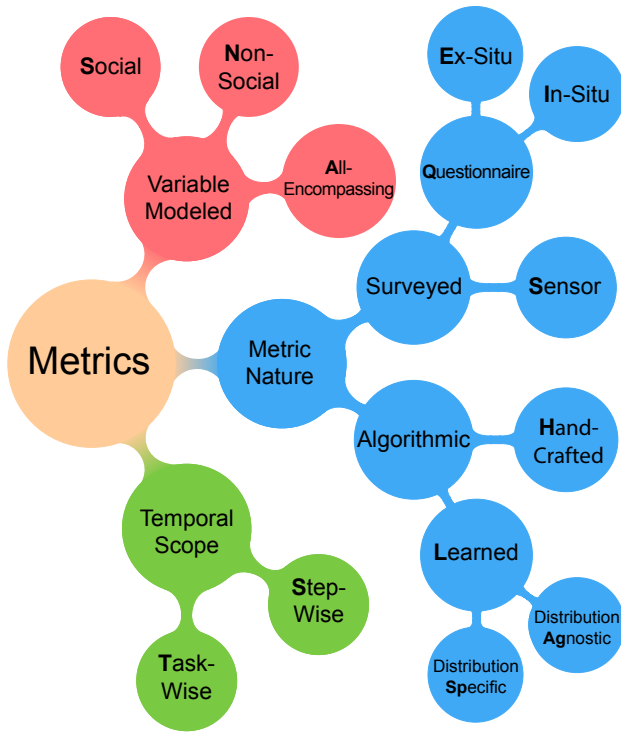 Social
Non-
Social
Variable
Modeled
All-
Encompassing
Metrics
Metric
Nature
Ex-Situ
In-Situ
Questionnaire
Surveyed
Sensor
Algorithmic
Hand-
Crafted
Learned
Distribution
Agnostic
Distribution
Specific
Temporal
Scope
Step-
Wise
Task-
Wise